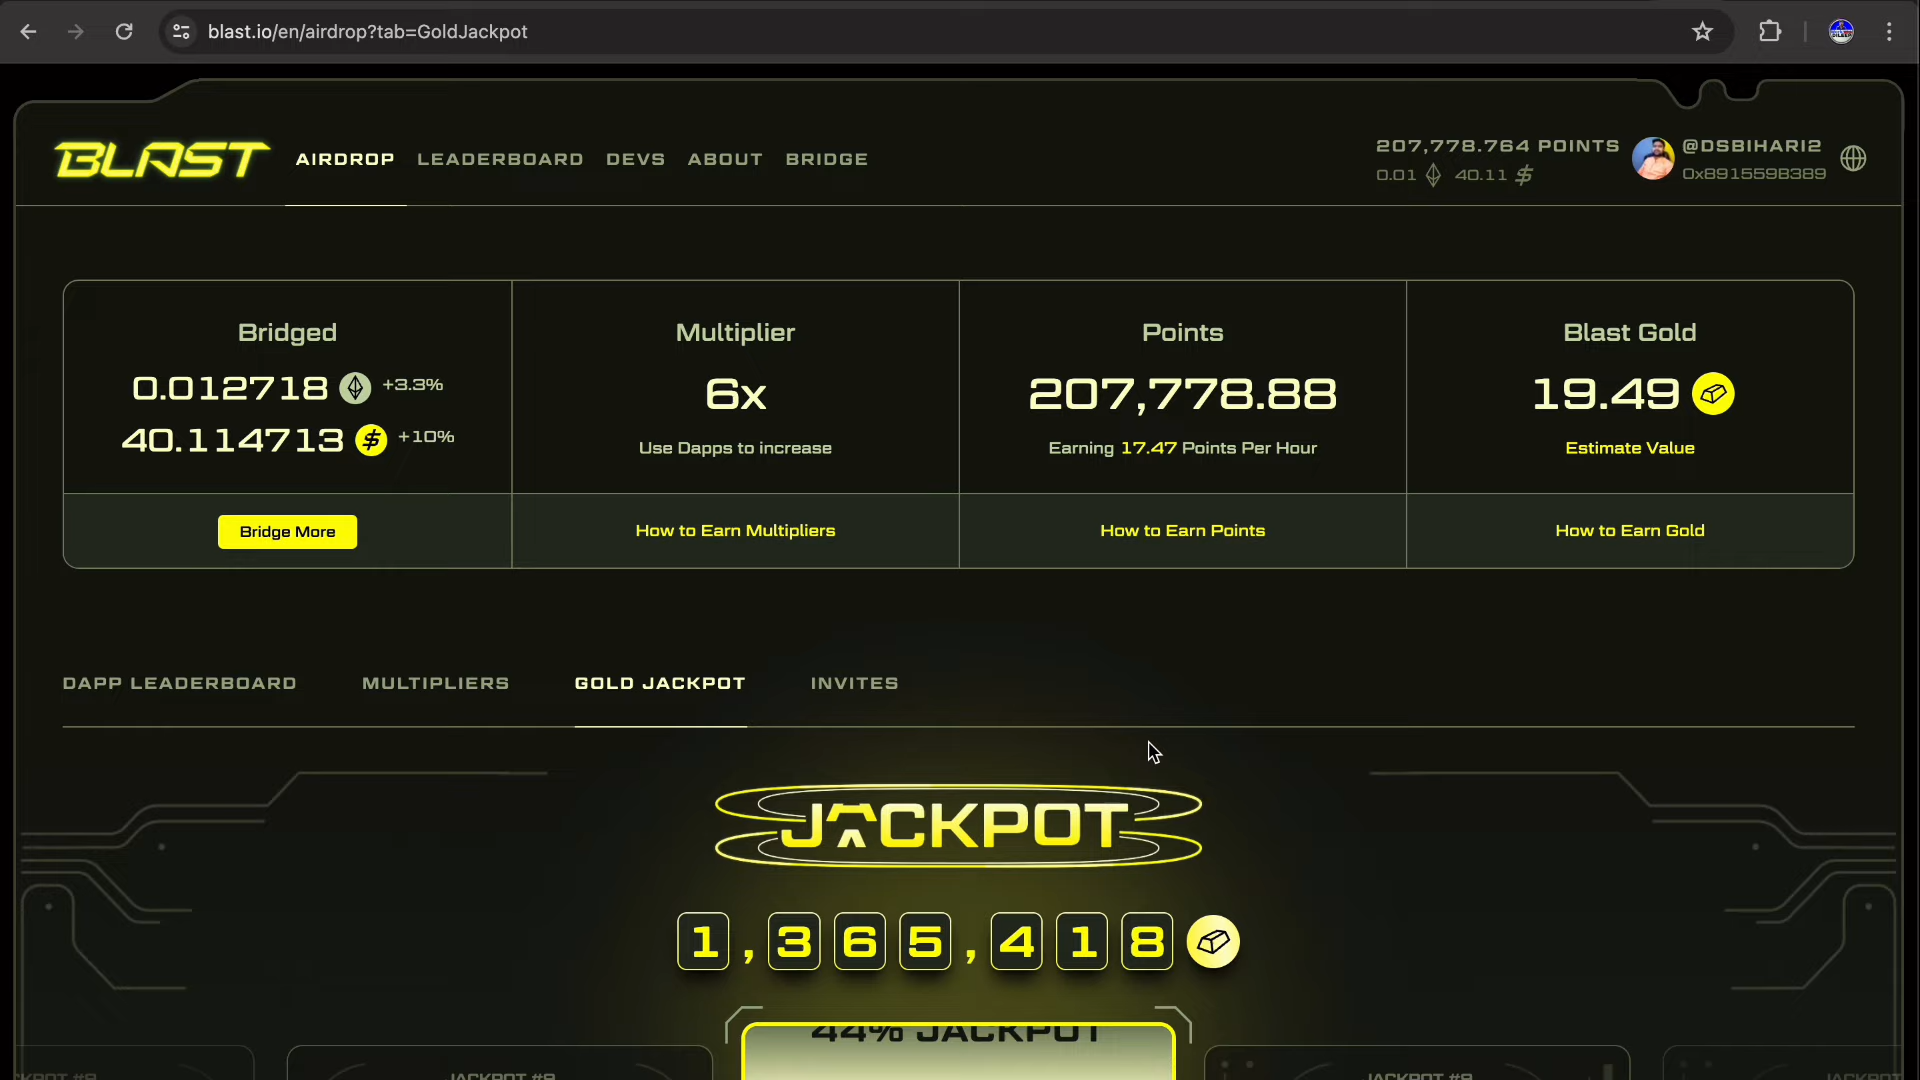 blast.io/en/airdrop?tab=GoldJackpot
BLAST
AIRDROP LEADERBOARD DEVS ABOUT BRIDGE
207,778.764 POINTS
0.01 40.11
@DSBIHARI2
0x891559B389
Bridged
0.012718 +3.3%
40.114713 +10%
Bridge More
Multiplier
6x
Use Dapps to increase
How to Earn Multipliers
Points
207,778.88
Earning 17.47 Points Per Hour
How to Earn Points
Blast Gold
19.49
Estimate Value
How to Earn Gold
DAPP LEADERBOARD MULTIPLIERS GOLD JACKPOT INVITES
JACKPOT
1,365,418
44% JACKPOT